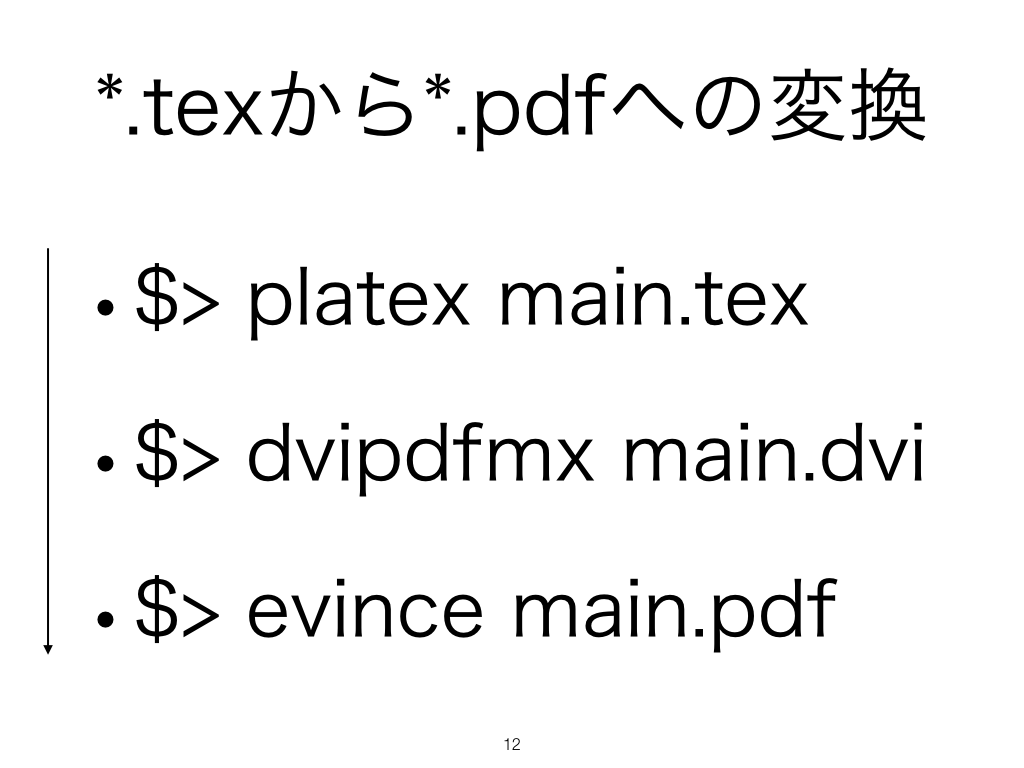 *.texから*.pdfへの変換
• $> platex main.tex
• $> dvipdfmx main.dvi
• $> evince main.pdf
12